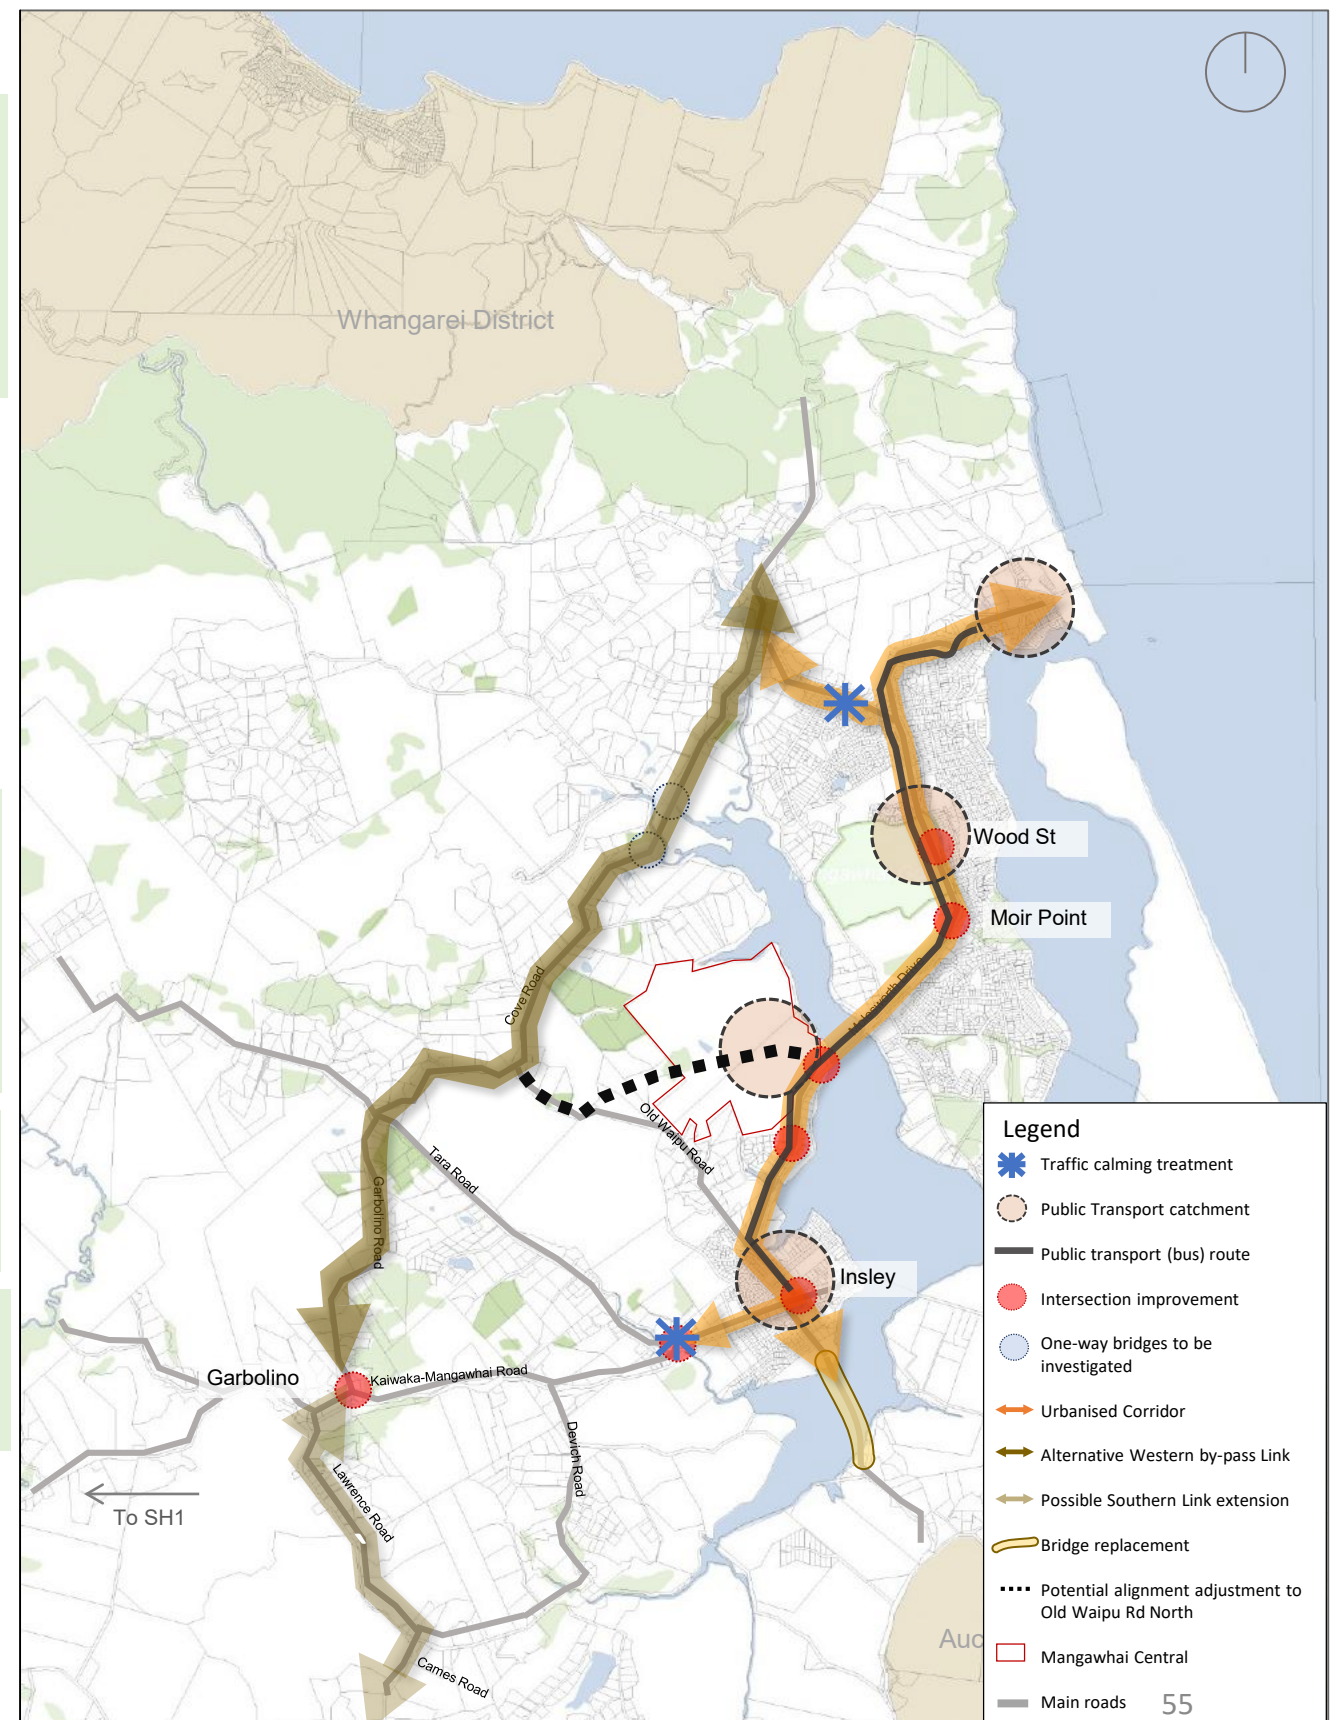 Whangarei District
Wood St
Moir Point
Cove Road
Molesworth Drive
Old Waipu Road
Tara Road
Garbolino Road
Insley
Garbolino
Kaiwaka-Mangawhai Road
Devich Road
Lawrence Road
To SH1
Cames Road
Auc
Legend
Traffic calming treatment
Public Transport catchment
Public transport (bus) route
Intersection improvement
One-way bridges to be
investigated
Urbanised Corridor
Alternative Western by-pass Link
Possible Southern Link extension
Bridge replacement
Potential alignment adjustment to
Old Waipu Rd North
Mangawhai Central
Main roads
55